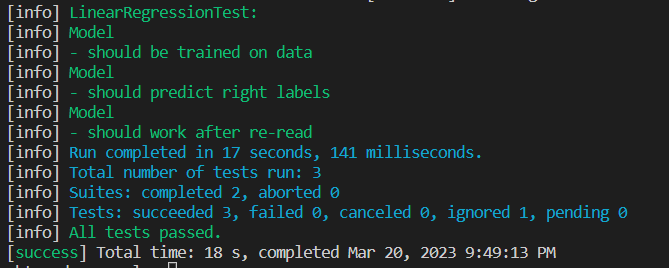 [info] LinearRegressionTest:
[info] Model
[info] - should be trained on data
[info] Model
[info] - should predict right labels
[info] Model
[info] - should work after re-read
[info] Run completed in 17 seconds, 141 milliseconds.
[info] Total number of tests run: 3
[info] Suites: completed 2, aborted 0
[info] Tests: succeeded 3, failed 0, canceled 0, ignored 1, pending 0
[info] All tests passed.
[success] Total time: 18 s, completed Mar 20, 2023 9:49:13 PM